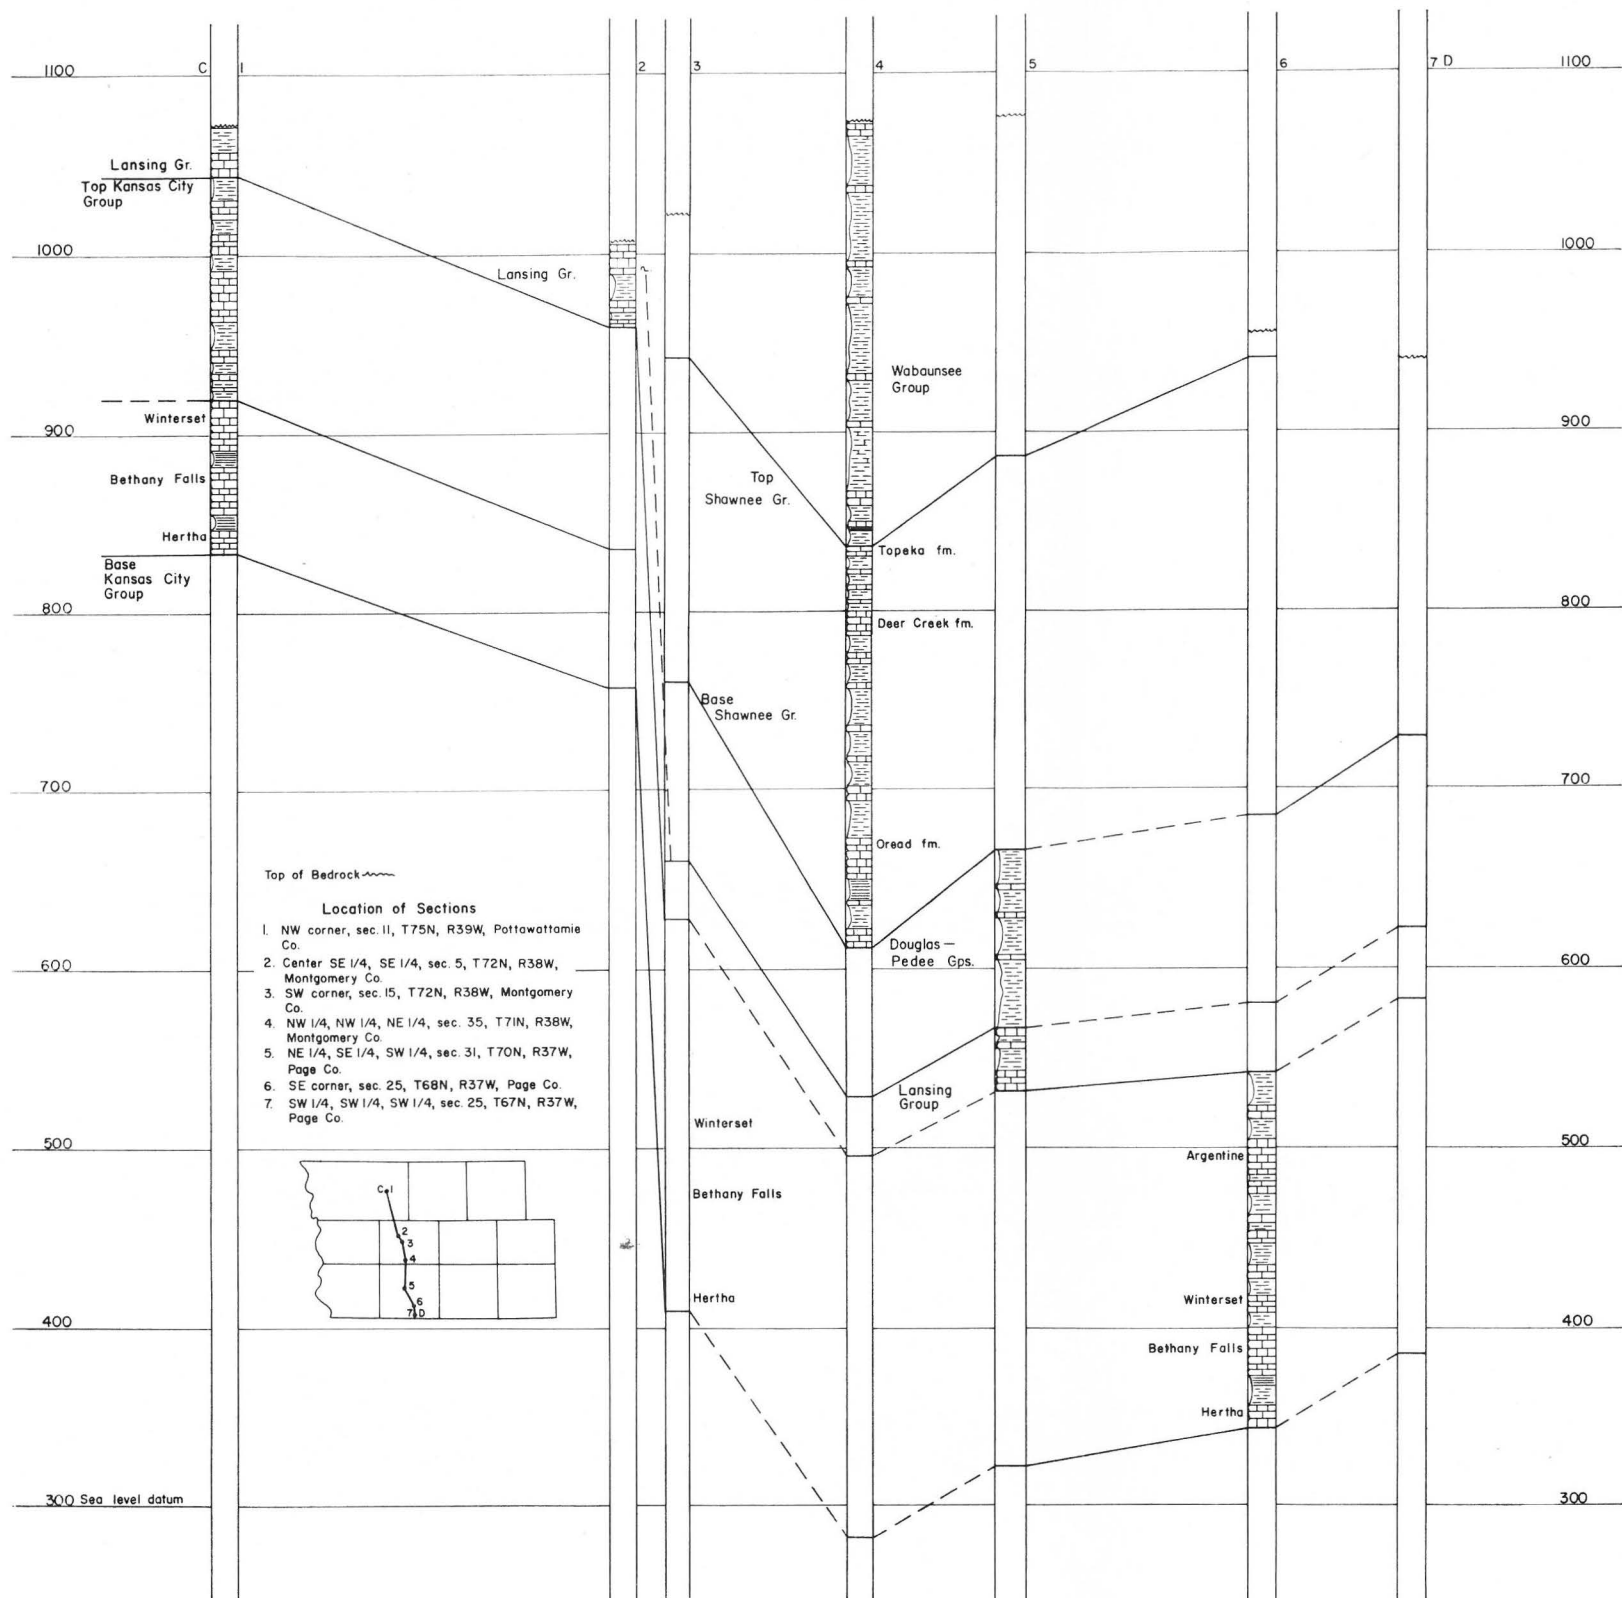 C 1 2 3 4 5 6 7 D
1100 1100
Lansing Gr.
Top Kansas City
Group
1000 1000
Lansing Gr.
Wabaunsee
Group
Winterset
900 900
Bethany Falls
Top
Shawnee Gr.
Hertha
Topeka fm.
Base
Kansas City
Group
800 800
Deer Creek fm.
Base
Shawnee Gr.
700 700
Oread fm.
Top of Bedrock
Location of Sections
1. NW corner, sec. 11, T75N, R39W, Pottawattamie
Co.
2. Center SE 1/4, SE 1/4, sec. 5, T72N, R38W,
Montgomery Co.
3. SW corner, sec. 15, T72N, R38W, Montgomery
Co.
4. NW 1/4, NW 1/4, NE 1/4, sec. 35, T71N, R38W,
Montgomery Co.
5. NE 1/4, SE 1/4, SW 1/4, sec. 31, T70N, R37W,
Page Co.
6. SE corner, sec. 25, T68N, R37W, Page Co.
7. SW 1/4, SW 1/4, SW 1/4, sec. 25, T67N, R37W,
Page Co.
Douglas—
Pedee Gps.
600 600
Lansing
Group
Winterset
500 500
Argentine
Bethany Falls
C 1
2
3
4
5
6
7 D
Hertha
Winterset
400 400
Bethany Falls
Hertha
300 Sea level datum 300